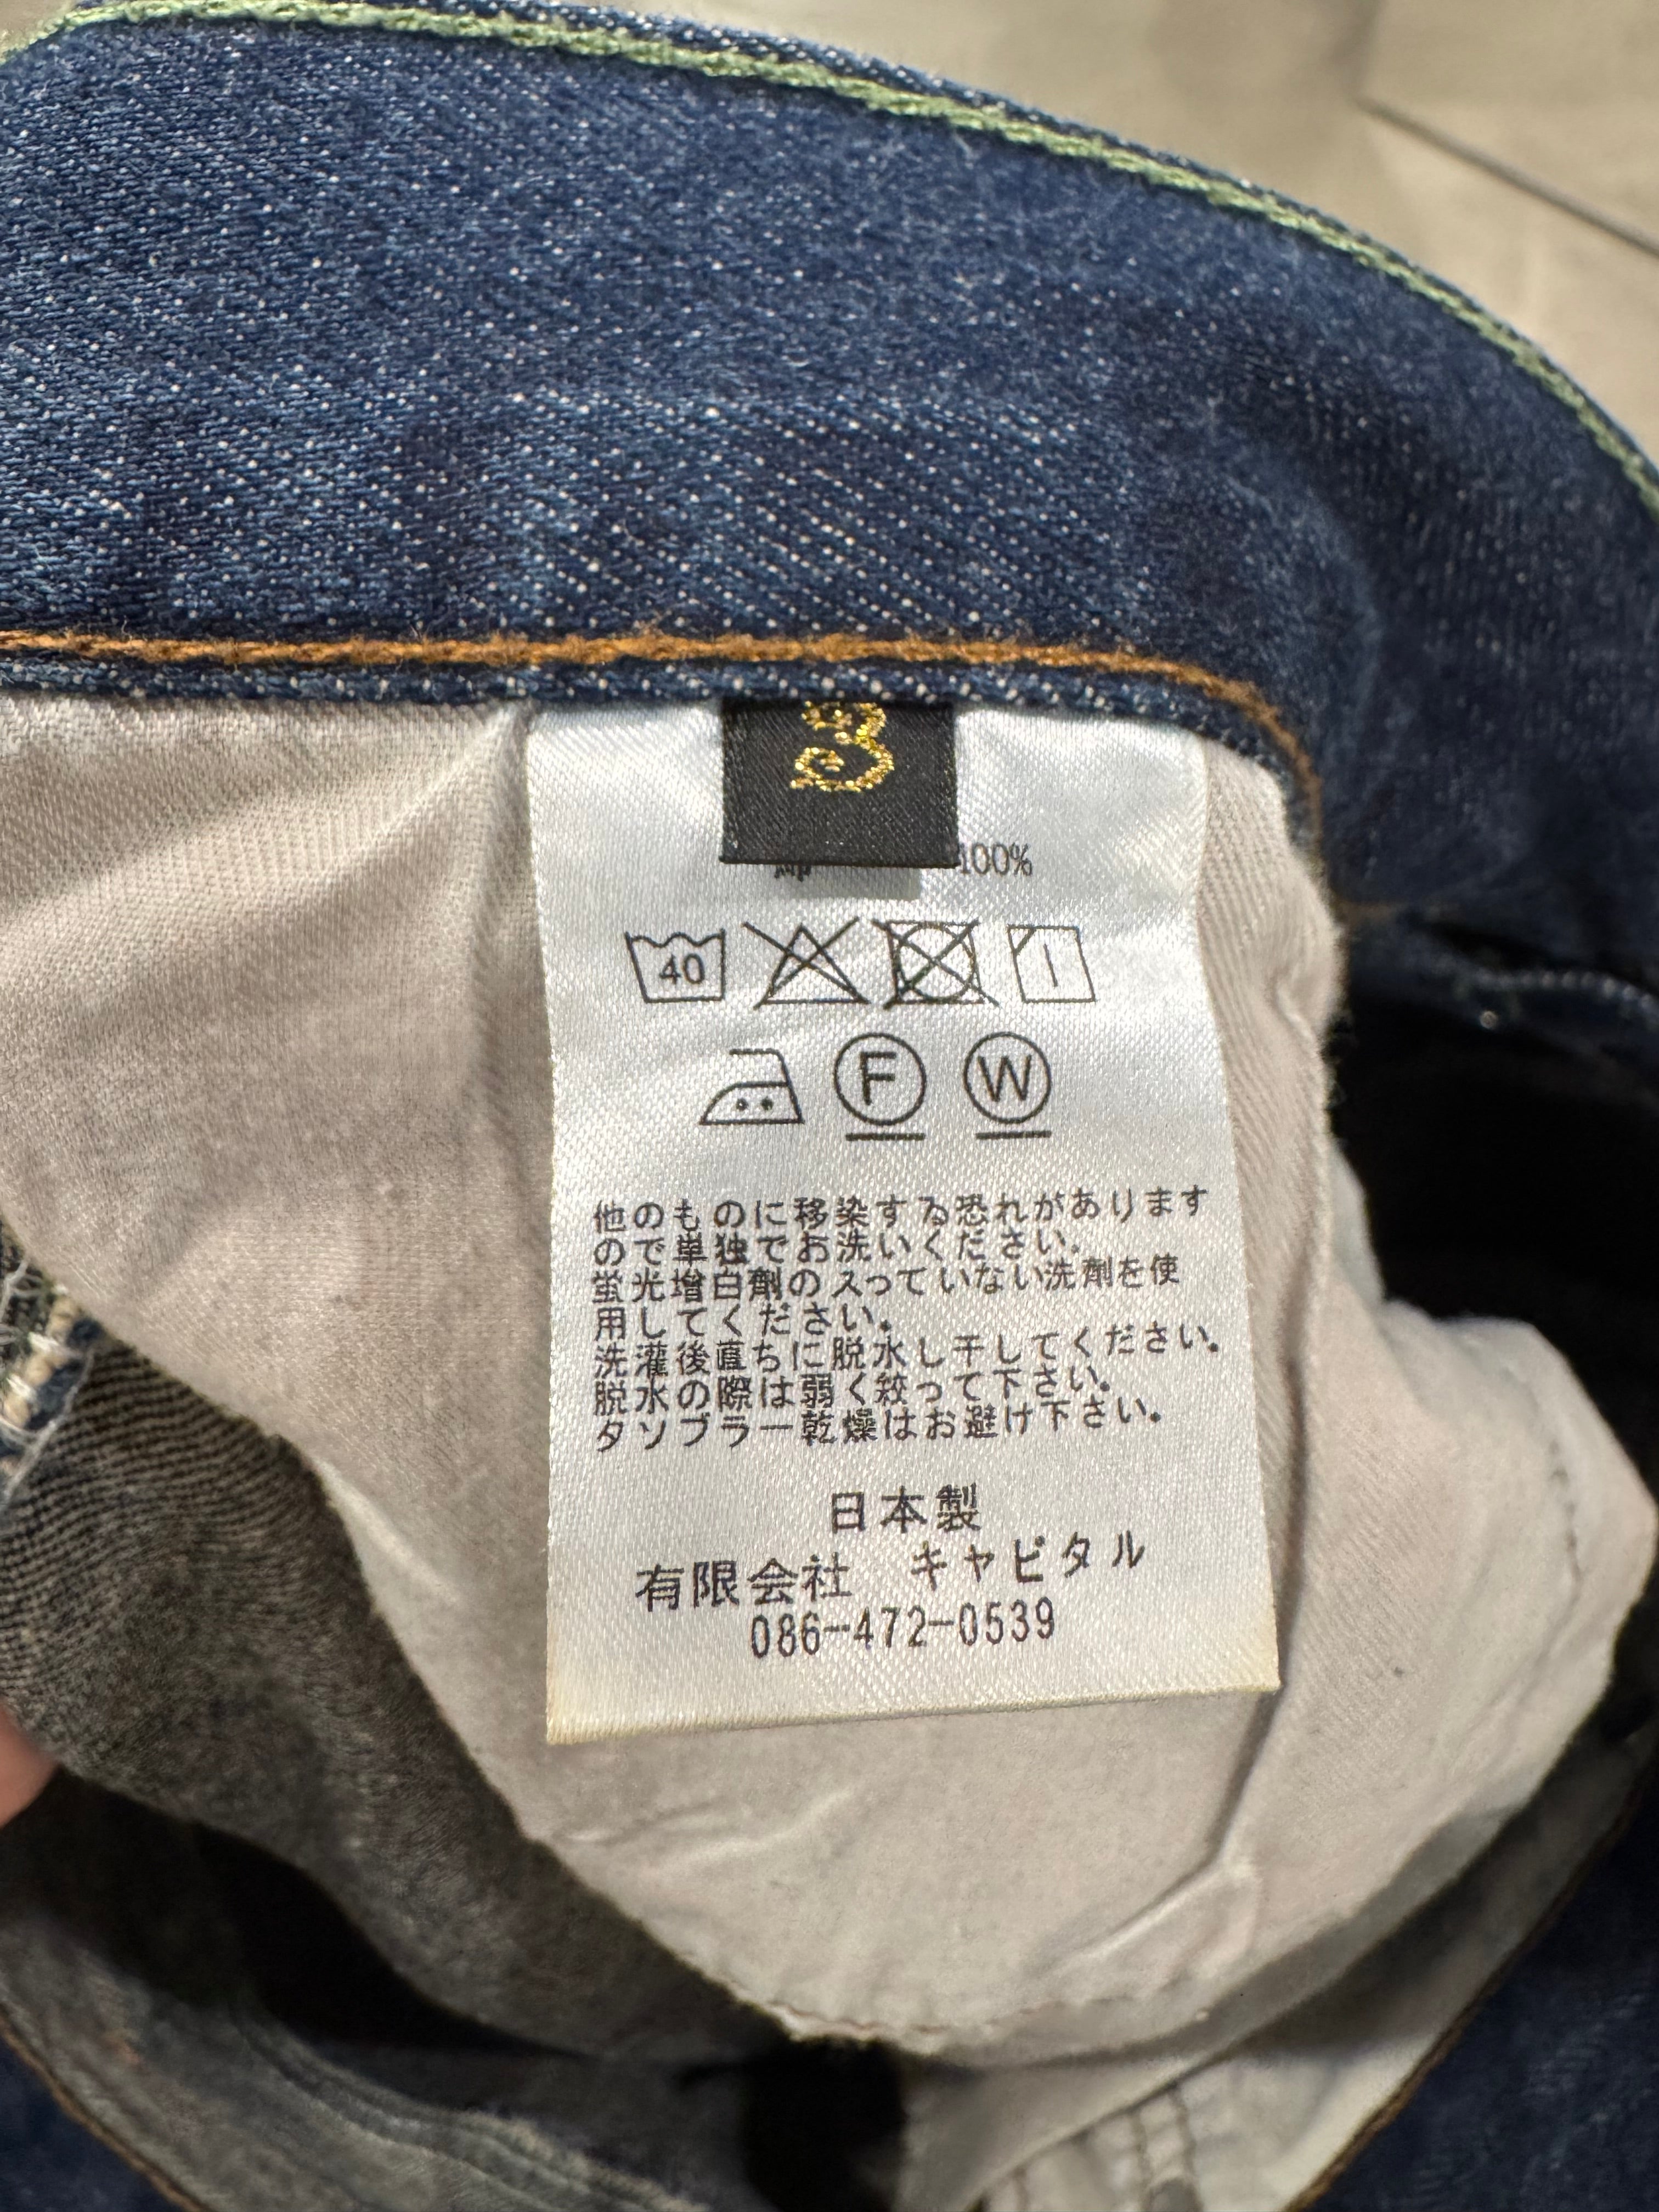 3
100%
40
F W
他のものに移染する恐れがあります
ので単独でお洗いください。
蛍光増白剤の入っていない洗剤を使
用してください。
洗濯後直ちに脱水し干してください。
脱水の際は弱く絞って下さい。
タンブラー乾燥はお避け下さい。
日本製
有限会社 キャピタル
086-472-0539